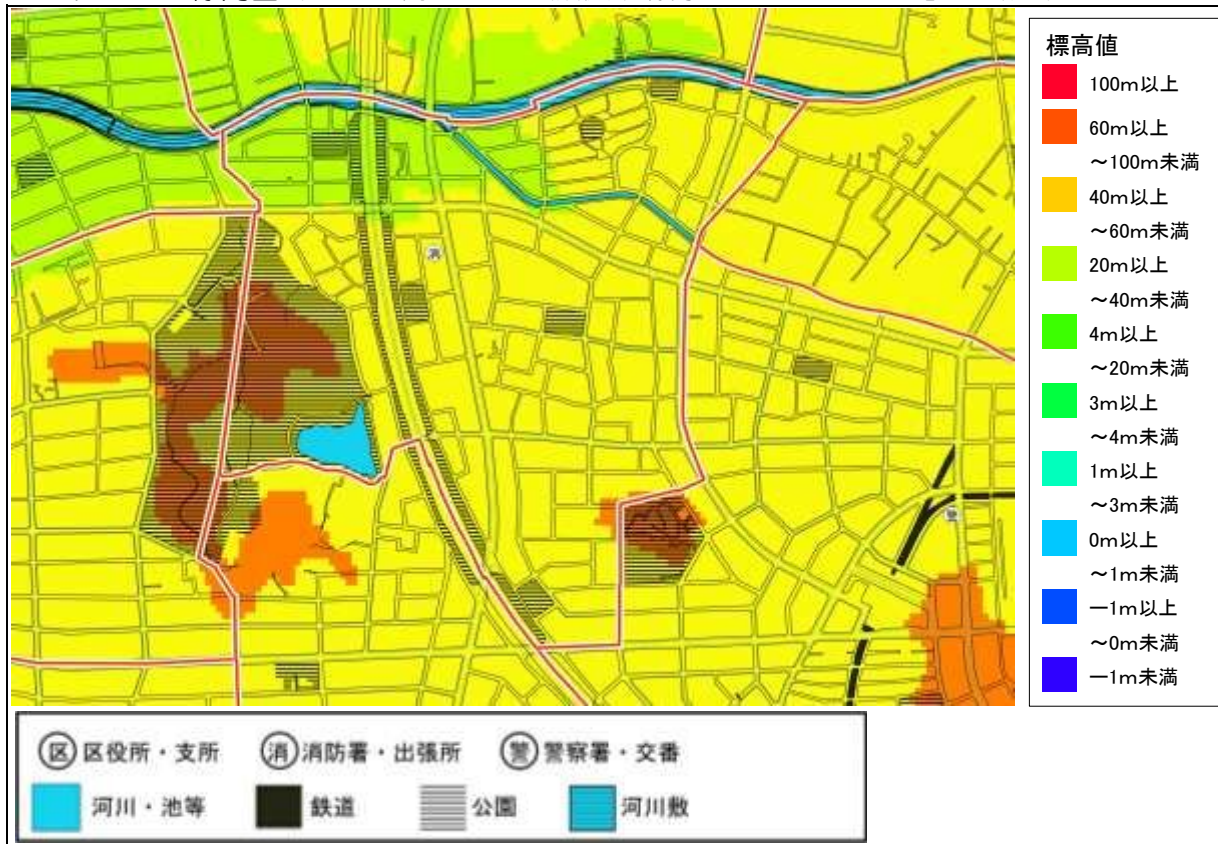 標高値
100m以上
60m以上
～100m未満
40m以上
～60m未満
20m以上
～40m未満
4m以上
～20m未満
3m以上
～4m未満
1m以上
～3m未満
0m以上
～1m未満
－1m以上
～0m未満
－1m未満
消
区 区役所・支所 消 消防署・出張所 警 警察署・交番
河川・池等 鉄道 公園 河川敷